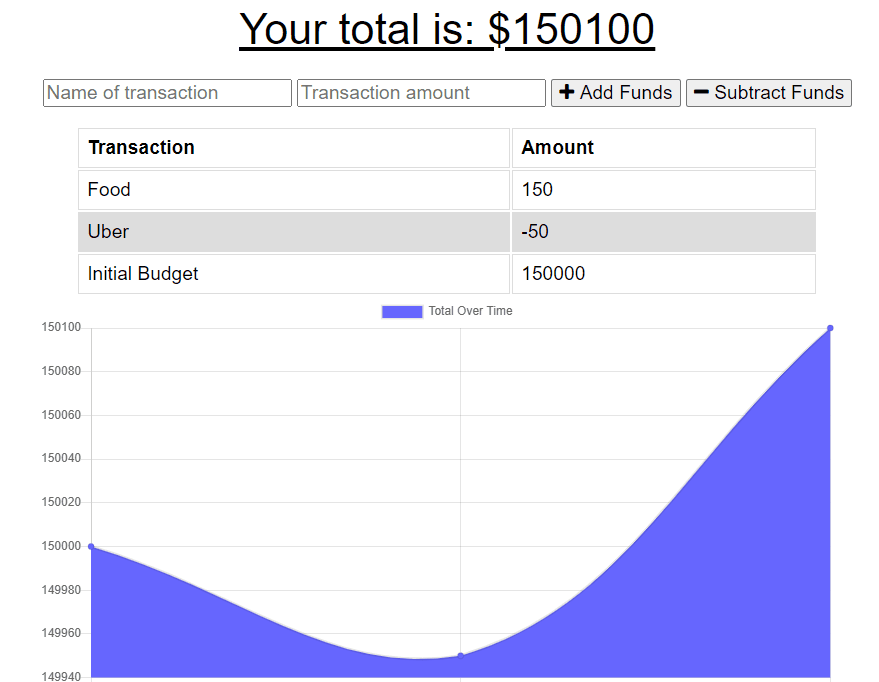 Your total is: $150100
Name of transaction Transaction amount + Add Funds − Subtract Funds
Transaction Amount
Food 150
Uber -50
Initial Budget 150000
Total Over Time
150100
150080
150060
150040
150020
150000
149980
149960
149940